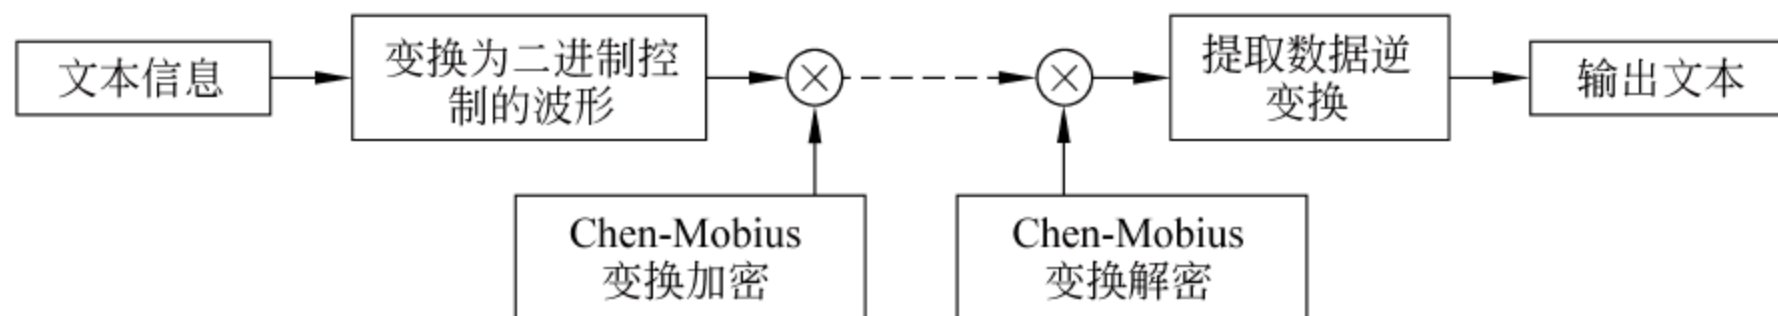 文本信息
变换为二进制控
制的波形
提取数据逆
变换
输出文本
Chen-Mobius
变换加密
Chen-Mobius
变换解密